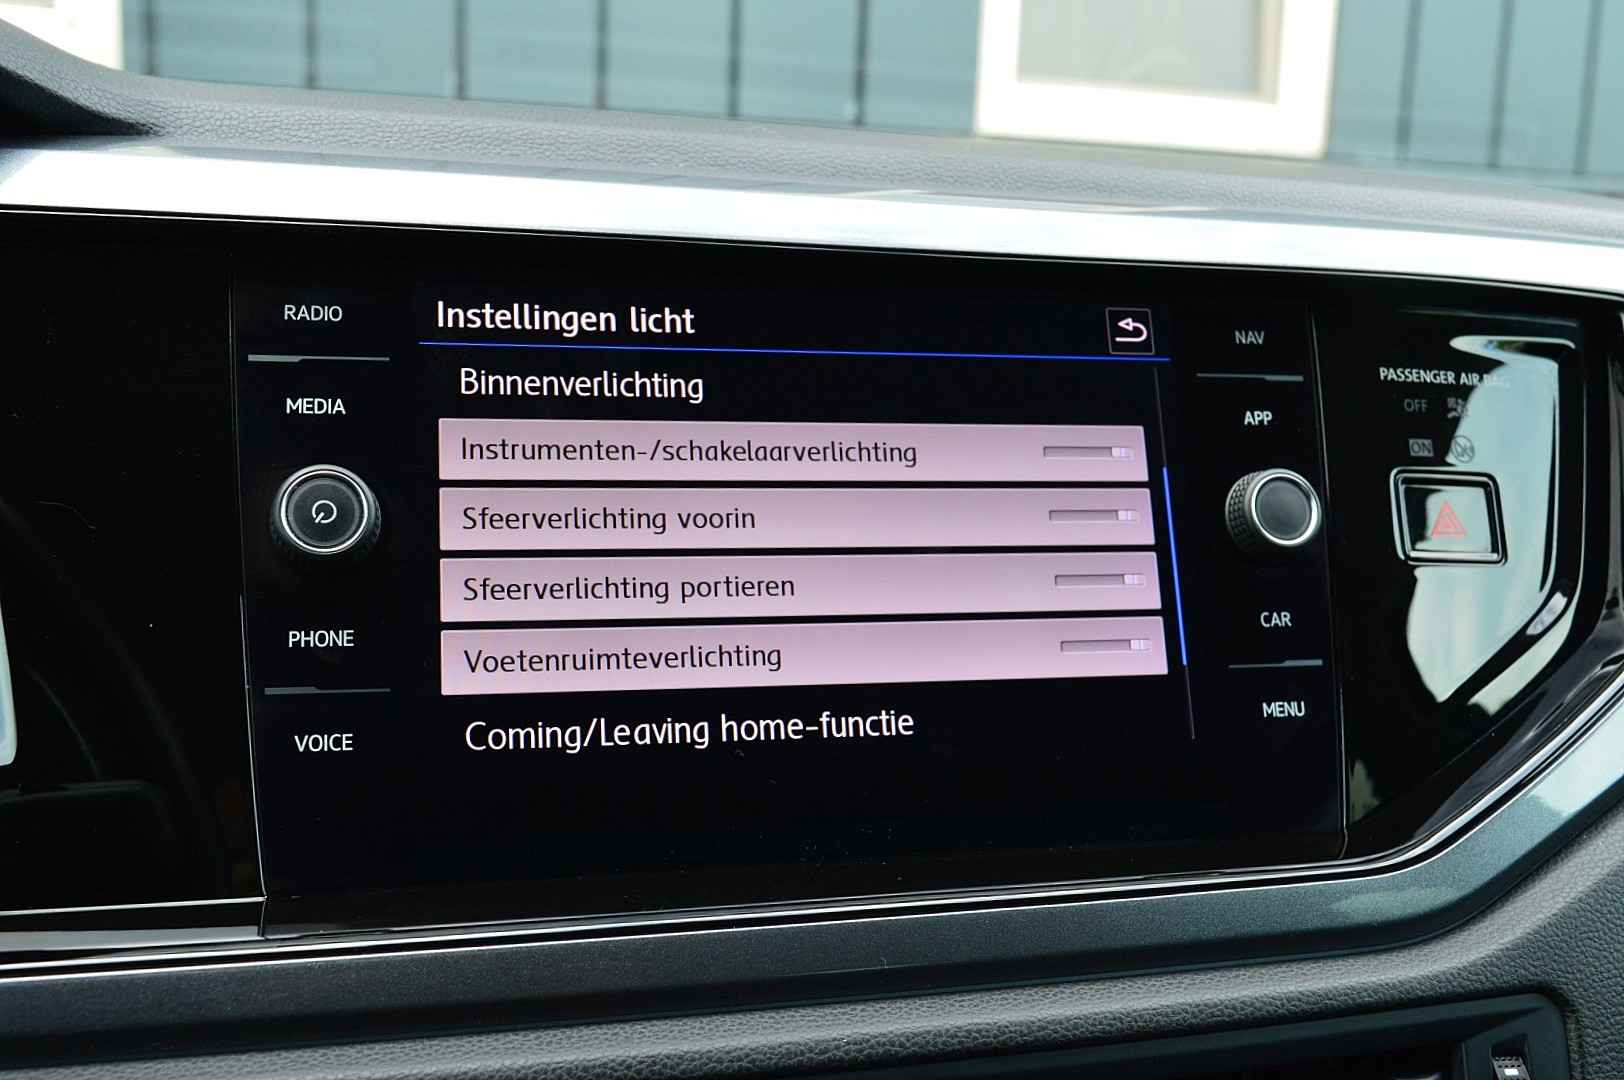 RADIO
MEDIA
PHONE
VOICE
Instellingen licht
Binnenverlichting
Instrumenten-/schakelaarverlichting
Sfeerverlichting voorin
Sfeerverlichting portieren
Voetenruimteverlichting
Coming/Leaving home-functie
NAV
APP
CAR
MENU
PASSENGER AIR BAG
OFF
ON